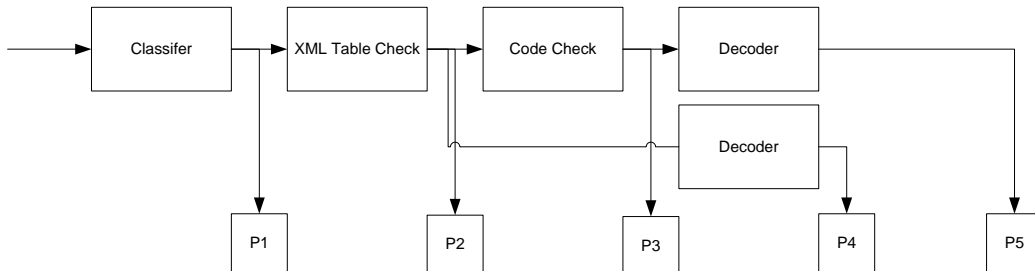 Classifer
XML Table Check
Code Check
Decoder
Decoder
P1
P2
P3
P4
P5